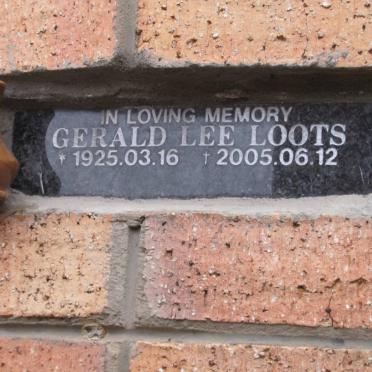 IN LOVING MEMORY
GERALD LEE LOOTS
* 1925.03.16 † 2005.06.12